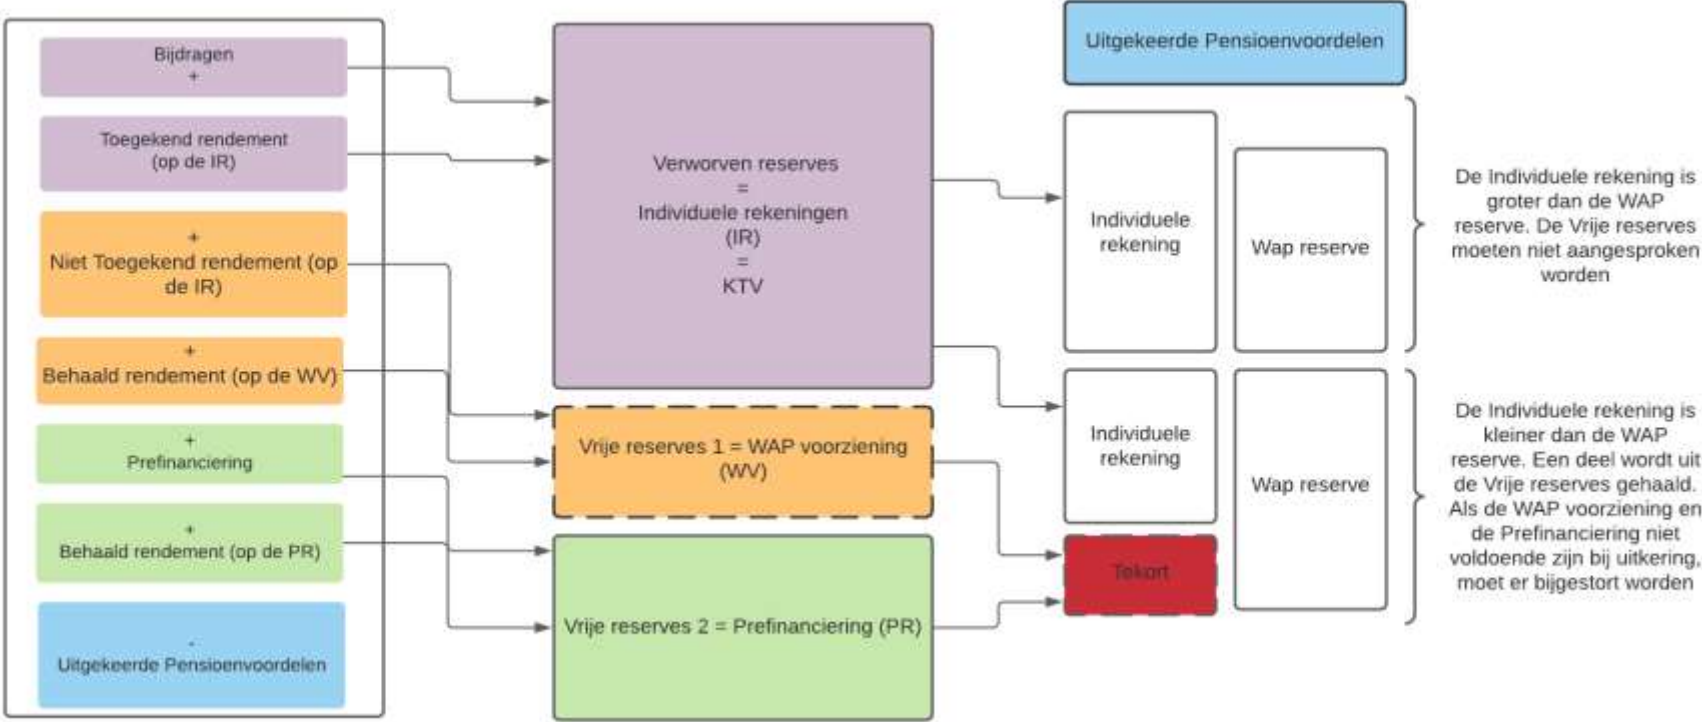 Bijdragen
+
Toegekend rendement
(op de IR)
+
Niet Toegekend rendement (op
de IR)
+
Behaald rendement (op de WV)
+
Prefinanciering
+
Behaald rendement (op de PR)
-
Uitgekeerde Pensioenvoordelen
Verworven reserves
=
Individuele rekeningen
(IR)
=
KTV
Vrije reserves 1 = WAP voorziening
(WV)
Vrije reserves 2 = Prefinanciering (PR)
Uitgekeerde Pensioenvoordelen
Individuele
rekening
Wap reserve
De Individuele rekening is
groter dan de WAP
reserve. De Vrije reserves
moeten niet aangesproken
worden
Individuele
rekening
Tekort
Wap reserve
De Individuele rekening is
kleiner dan de WAP
reserve. Een deel wordt uit
de Vrije reserves gehaald.
Als de WAP voorziening en
de Prefinanciering niet
voldoende zijn bij uitkering,
moet er bijgestort worden